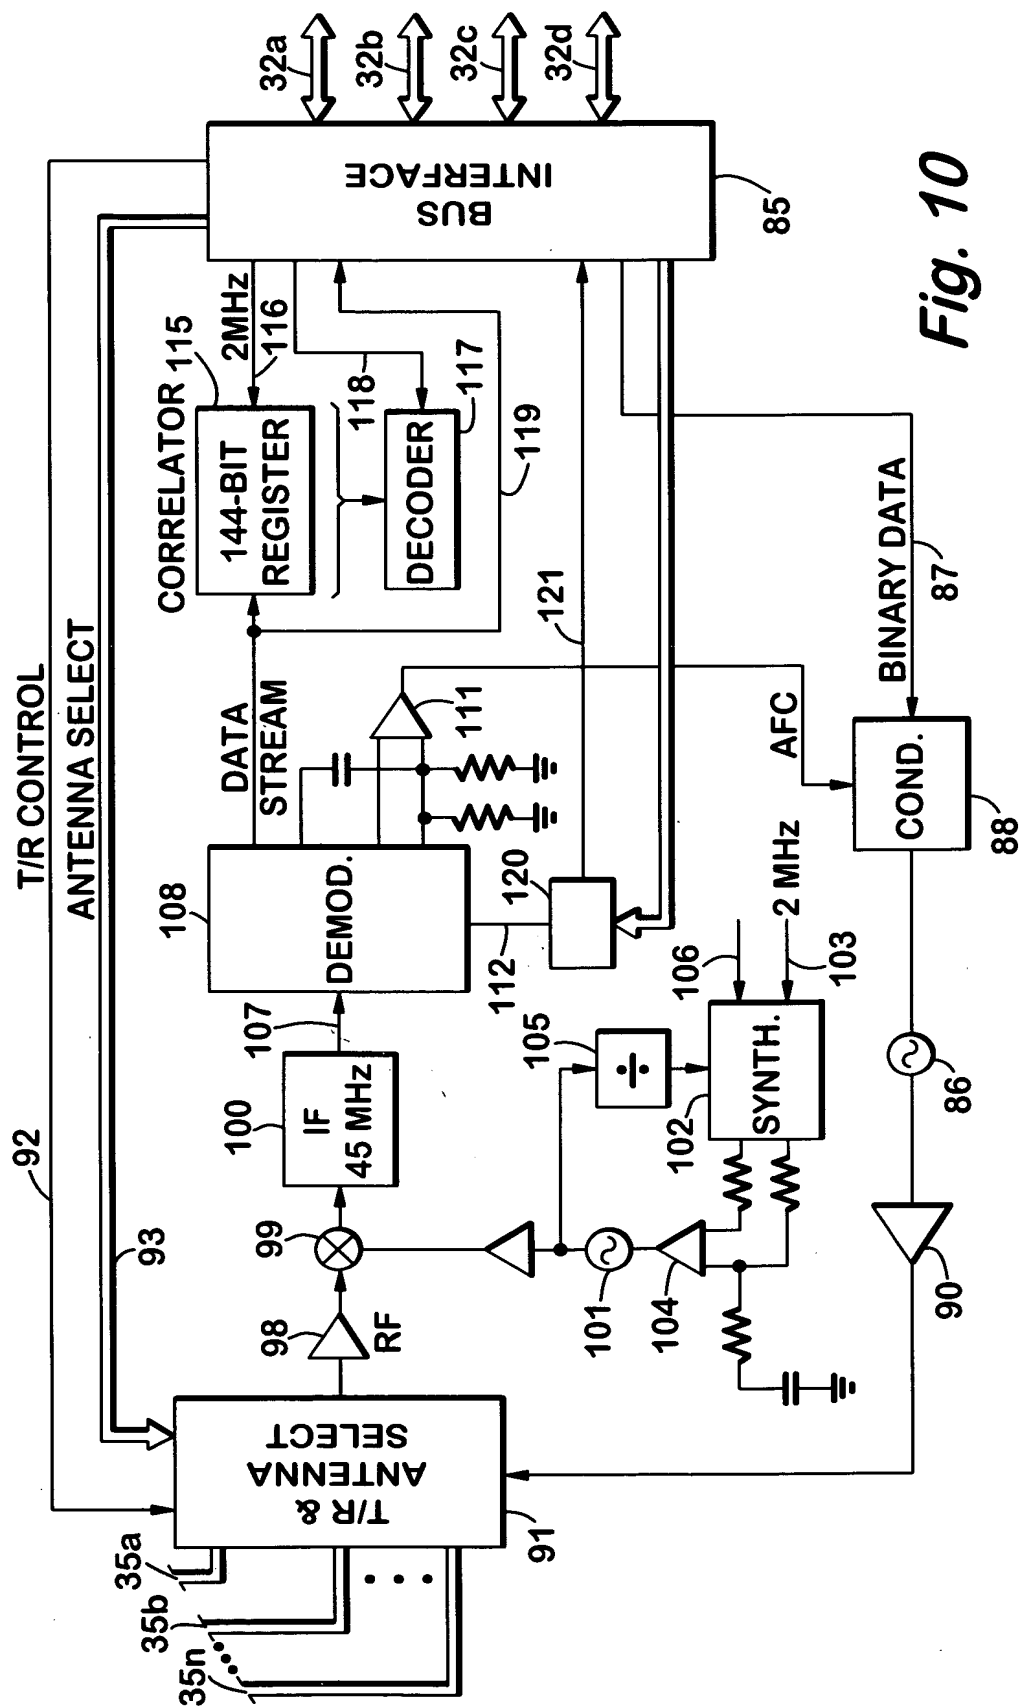 T/R CONTROL
ANTENNA SELECT
92
93
35a
35b
35n
T/R &
ANTENNA
SELECT
91
98
RF
99
100
IF
45 MHz
107
108
DEMOD.
DATA
STREAM
CORRELATOR
115
144-BIT
REGISTER
2MHz
116
118
DECODER
117
119
BUS
INTERFACE
85
32a
32b
32c
32d
111
112
120
121
101
104
105
÷
SYNTH.
102
106
2 MHz
103
AFC
BINARY DATA
87
COND.
88
86
90
Fig. 10